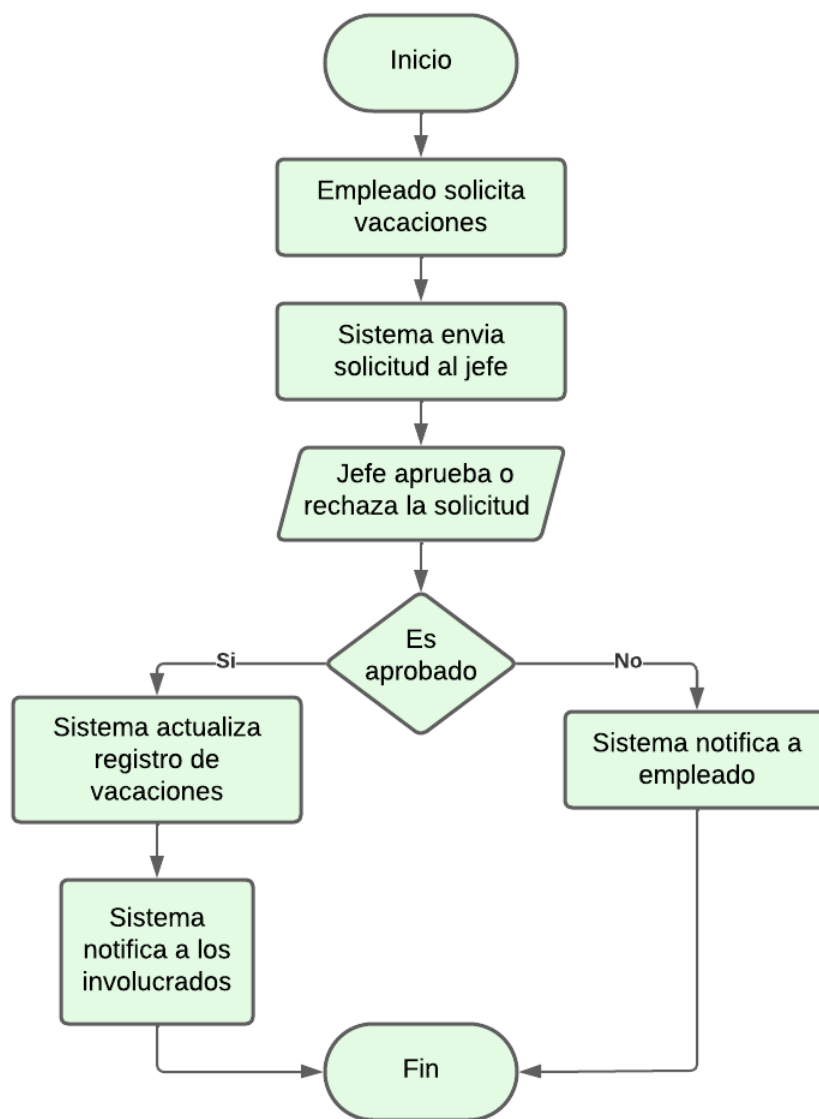 Inicio
Empleado solicita
vacaciones
Sistema envia
solicitud al jefe
Jefe aprueba o
rechaza la solicitud
Es
aprobado
Si
No
Sistema actualiza
registro de
vacaciones
Sistema notifica a
empleado
Sistema
notifica a los
involucrados
Fin